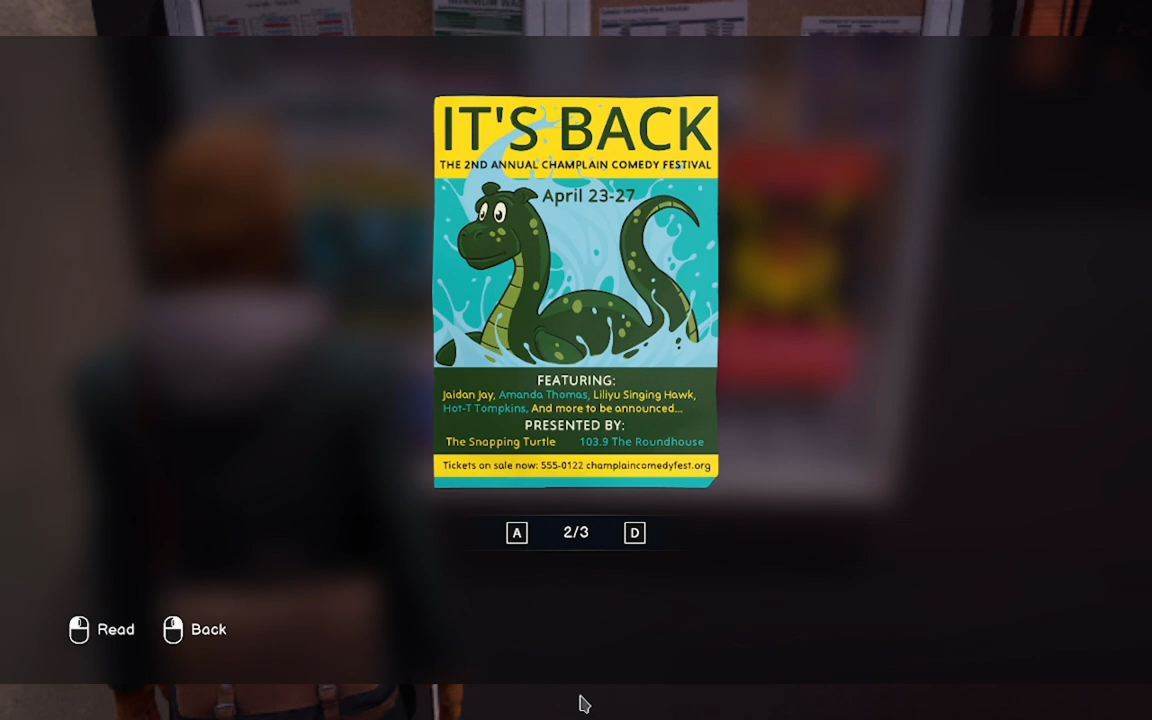 IT'S BACK
THE 2ND ANNUAL CHAMPLAIN COMEDY FESTIVAL
April 23-27
FEATURING:
Jaidan Jay, Amanda Thomas, Liliyu Singing Hawk,
Hot-T Tompkins, And more to be announced...
PRESENTED BY:
The Snapping Turtle 103.9 The Roundhouse
Tickets on sale now: 555-0122 champlaincomedyfest.org
A 2/3 D
Read Back